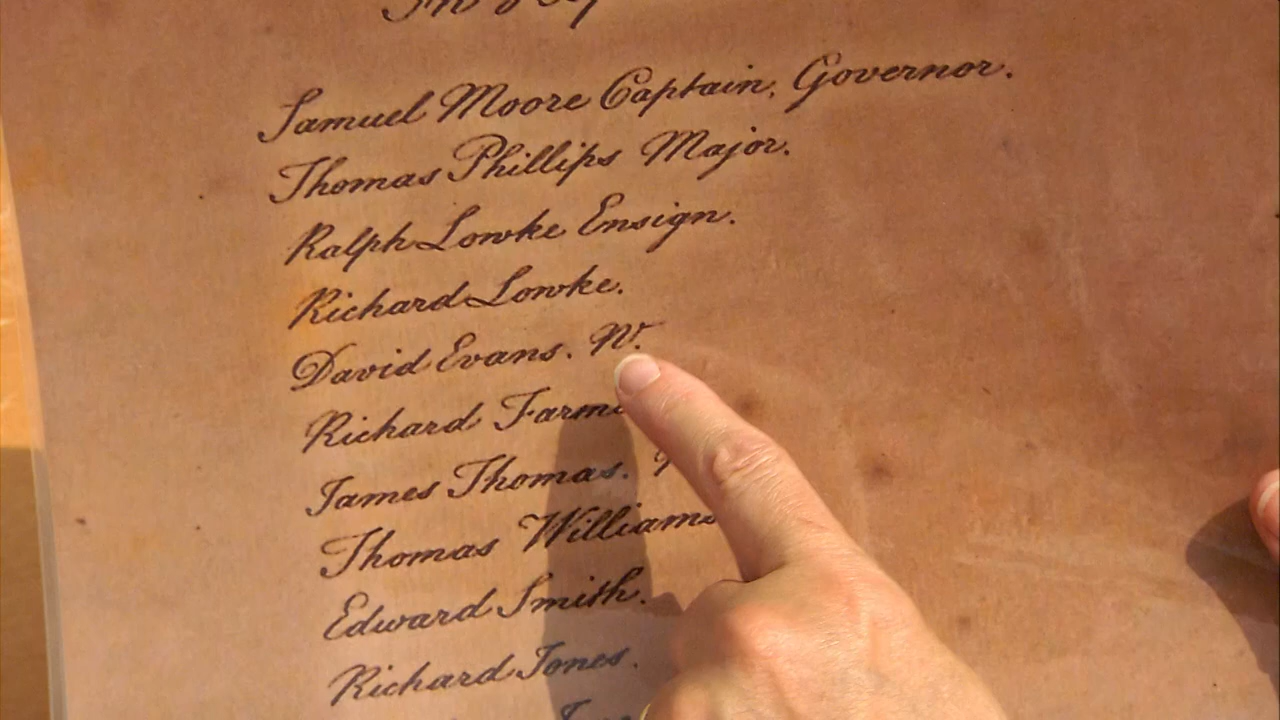 Samuel Moore Captain, Governor.
Thomas Phillips Major.
Ralph Lowke Ensign.
Richard Lowke.
David Evans. W.
Richard
James Thomas.
Thomas Williams
Edward Smith.
Richard Jones.